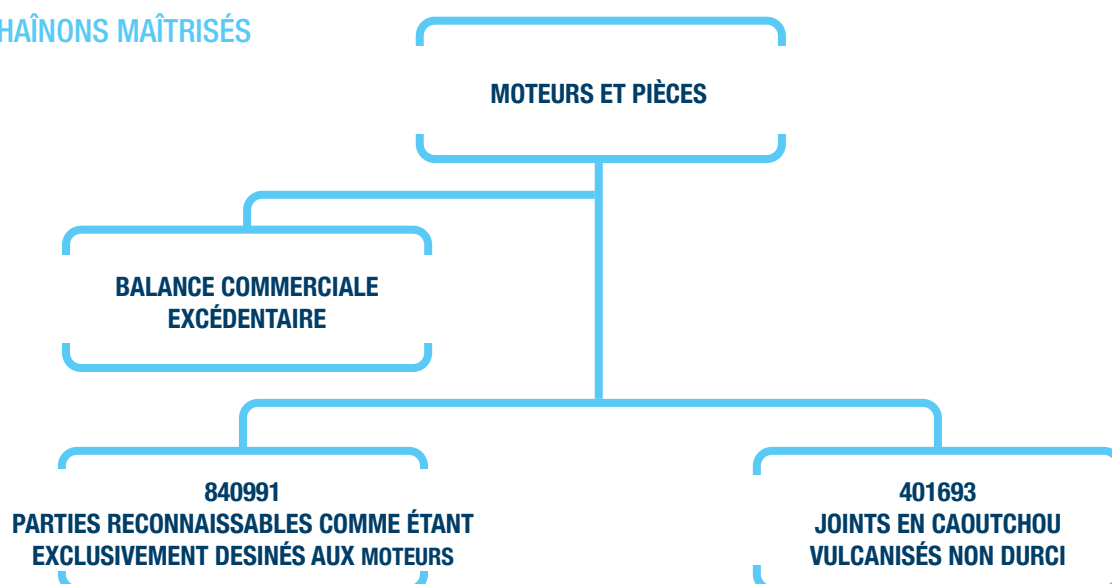 HAÎNONS MAÎTRISÉS
MOTEURS ET PIÈCES
BALANCE COMMERCIALE
EXCÉDENTAIRE
840991
PARTIES RECONNAISSABLES COMME ÉTANT
EXCLUSIVEMENT DESINÉS AUX MOTEURS
401693
JOINTS EN CAOUTCHOU
VULCANISÉS NON DURCI